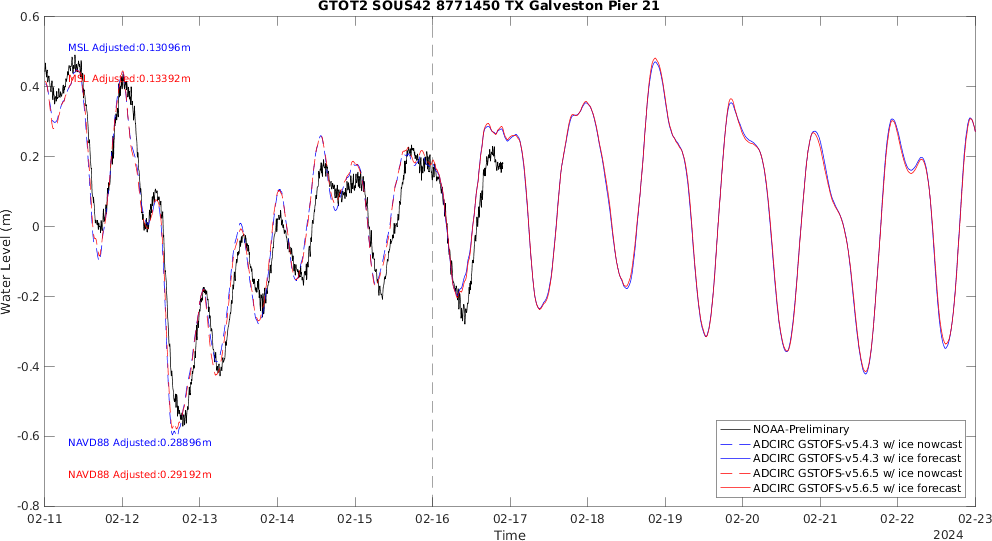 GTOT2 SOUS42 8771450 TX Galveston Pier 21
0.6
0.4
0.2
0
-0.2
-0.4
-0.6
-0.8
Water Level (m)
MSL Adjusted:0.13096m
MSL Adjusted:0.13392m
NAVD88 Adjusted:0.28896m
NAVD88 Adjusted:0.29192m
NOAA-Preliminary
ADCIRC GSTOFS-v5.4.3 w/ ice nowcast
ADCIRC GSTOFS-v5.4.3 w/ ice forecast
ADCIRC GSTOFS-v5.6.5 w/ ice nowcast
ADCIRC GSTOFS-v5.6.5 w/ ice forecast
02-11 02-12 02-13 02-14 02-15 02-16 02-17 02-18 02-19 02-20 02-21 02-22 02-23
Time
2024